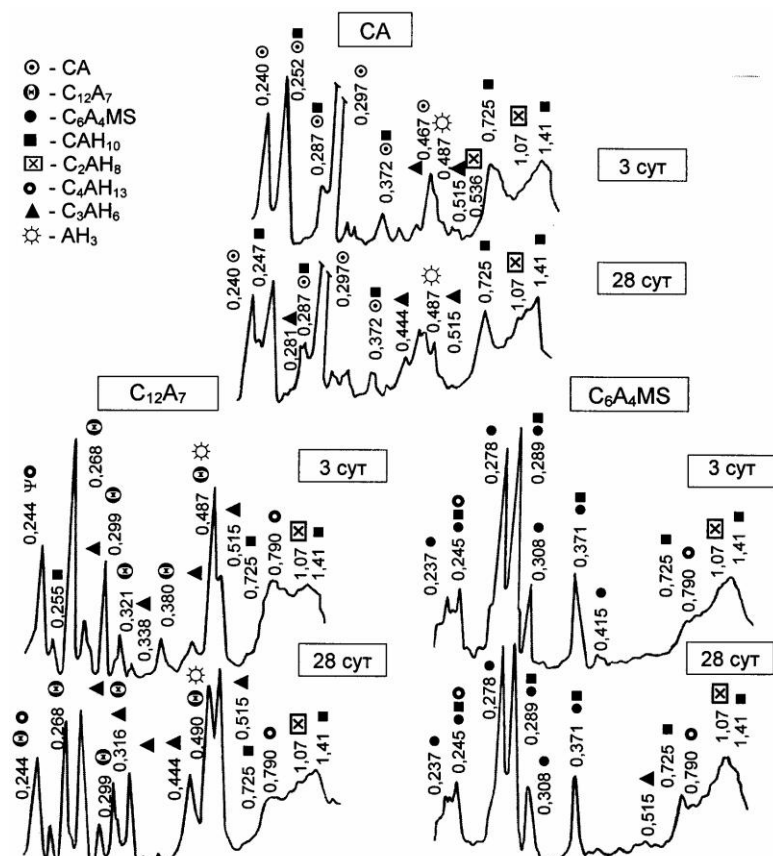 CA
⊙ - CA
- C₁₂A₇
● - C₆A₄MS
■ - CAH₁₀
☒ - C₂AH₈
- C₄AH₁₃
▲ - C₃AH₆
☼ - AH₃
0,240 ⊙
0,252 ⊙ ■
0,287 ⊙ ■
0,297 ⊙
0,372 ⊙ ■
0,467 ⊙
0,487 ☼
0,515 ▲
0,536 ☒
0,725 ■
1,07 ☒
1,41 ■
3 сут
0,240 ⊙
0,247 ■
0,281 ▲
0,287 ⊙ ■
0,297 ⊙
0,372 ⊙ ■
0,444 ▲
0,487 ☼
0,515 ▲
0,725 ■
1,07 ☒
1,41 ■
28 сут
C₁₂A₇
0,244 Ψ
0,255 ■
0,268
0,299
0,321
0,338 ▲
0,380
0,487 ☼
0,515 ▲
0,725 ■
0,790
1,07 ☒
1,41 ■
3 сут
0,244
0,268
0,299
0,316 ▲
0,444 ▲
0,490 ☼
0,515 ▲
0,725 ■
0,790
1,07 ☒
1,41 ■
28 сут
C₆A₄MS
0,237 ●
0,245 ● ■
0,278 ●
0,289 ● ■
0,308 ●
0,371 ● ■
0,415 ●
0,725 ■
0,790
1,07 ☒
1,41 ■
3 сут
0,237 ●
0,245 ● ■
0,278 ●
0,289 ● ■
0,308 ●
0,371 ● ■
0,515 ▲
0,725 ■
0,790
1,07 ☒
1,41 ■
28 сут